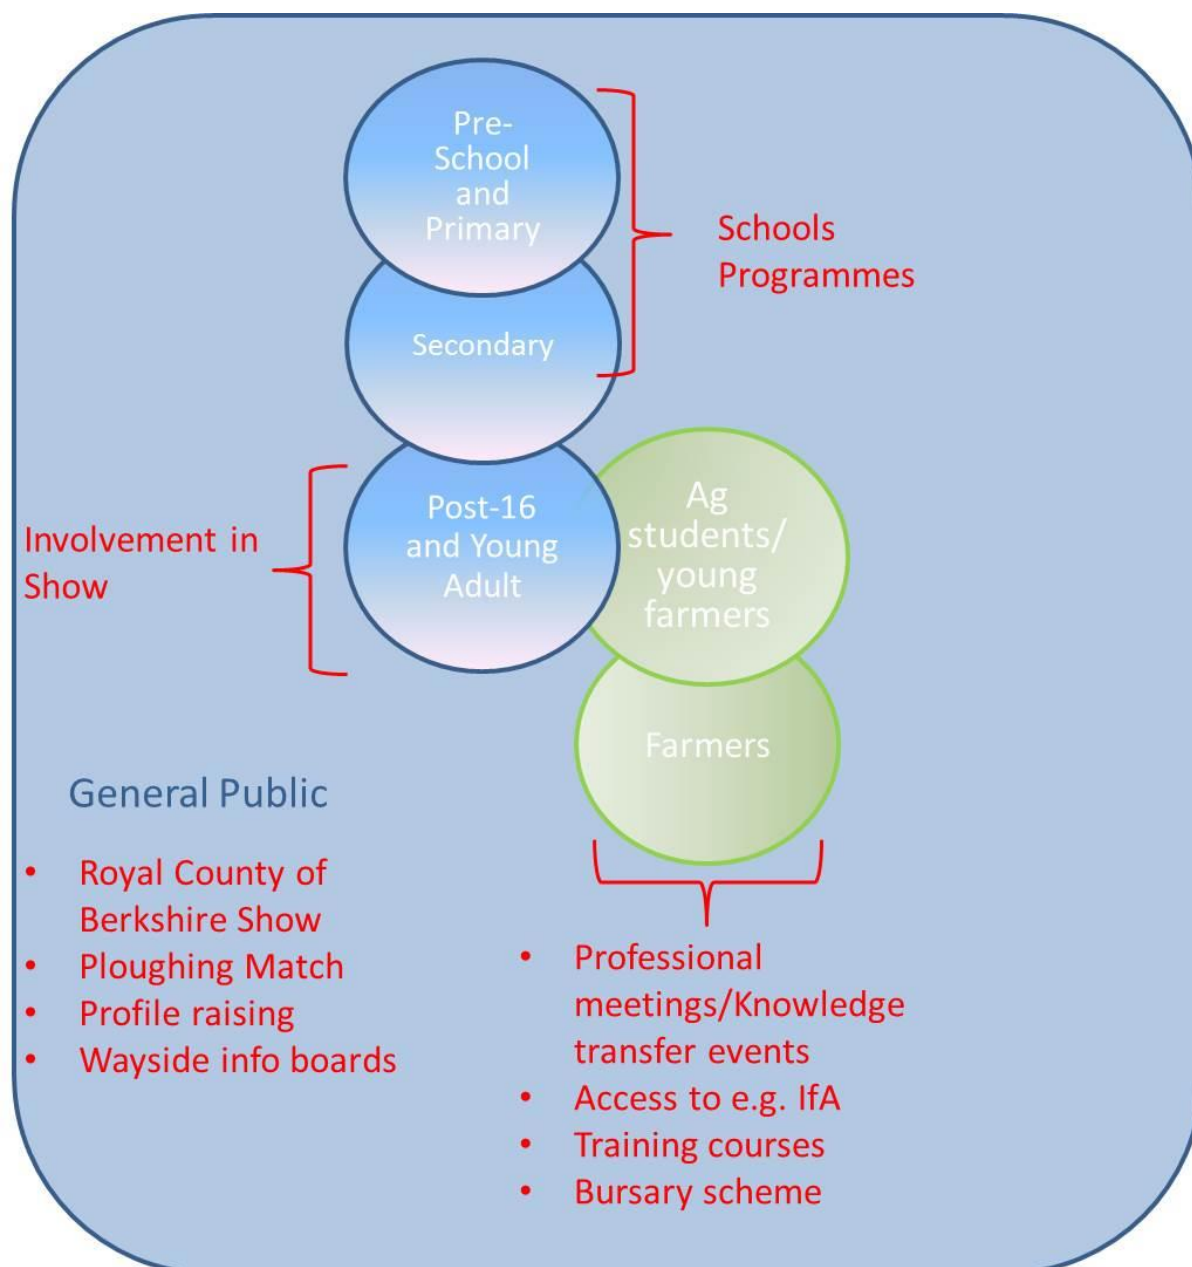 Pre-
School
and
Primary
Schools
Programmes
Secondary
Involvement in
Show
Post-16
and Young
Adult
Ag
students/
young
farmers
Farmers
General Public
• Royal County of
Berkshire Show
• Ploughing Match
• Profile raising
• Wayside info boards
• Professional
meetings/Knowledge
transfer events
• Access to e.g. IfA
• Training courses
• Bursary scheme